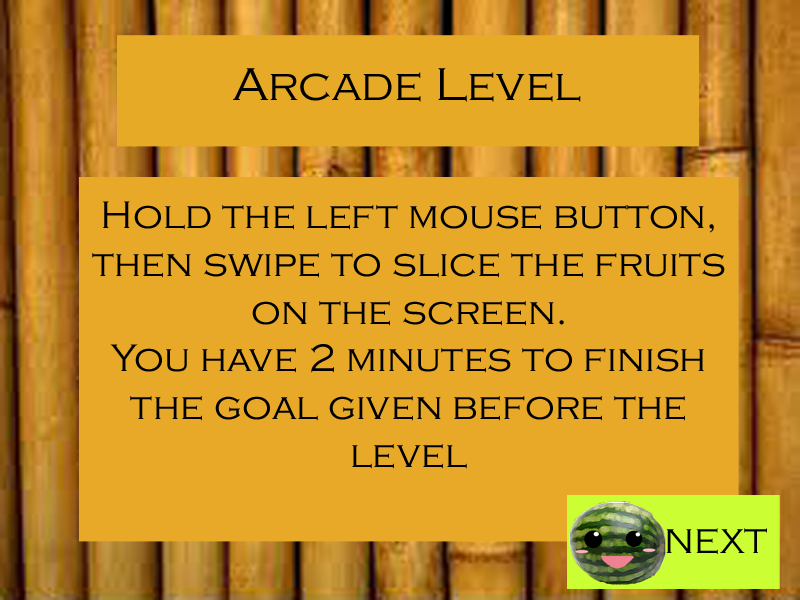 Arcade Level
Hold the left mouse button,
then swipe to slice the fruits
on the screen.
You have 2 minutes to finish
the goal given before the
level
NEXT